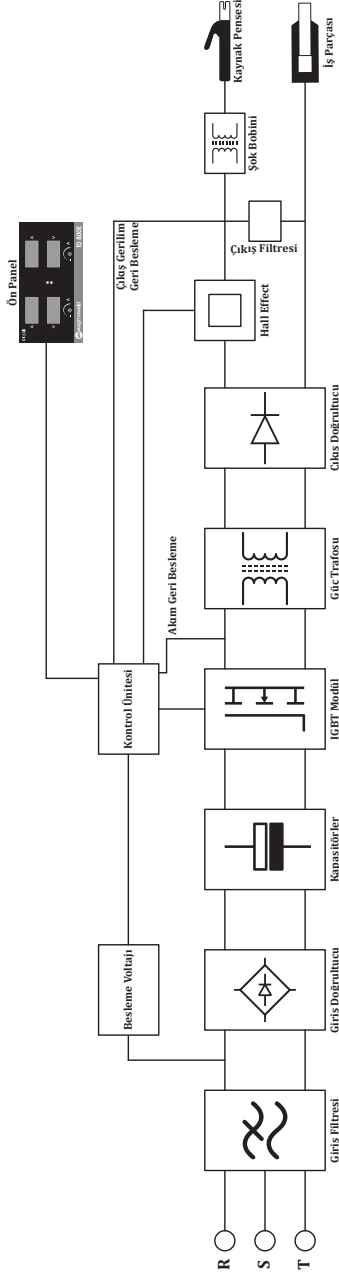 R
S
T
Giriş Filtresi
Giriş Doğrultucu
Kapasitörler
IGBT Modül
Güç Trafosu
Çıkış Doğrultucu
Hall Effect
Çıkış Filtresi
Şok Bobini
Kaynak Pensesi
İş Parçası
Besleme Voltajı
Kontrol Ünitesi
Akım Geri Besleme
Çıkış Gerilim
Geri Besleme
Ön Panel
A
A
V
V
A
A